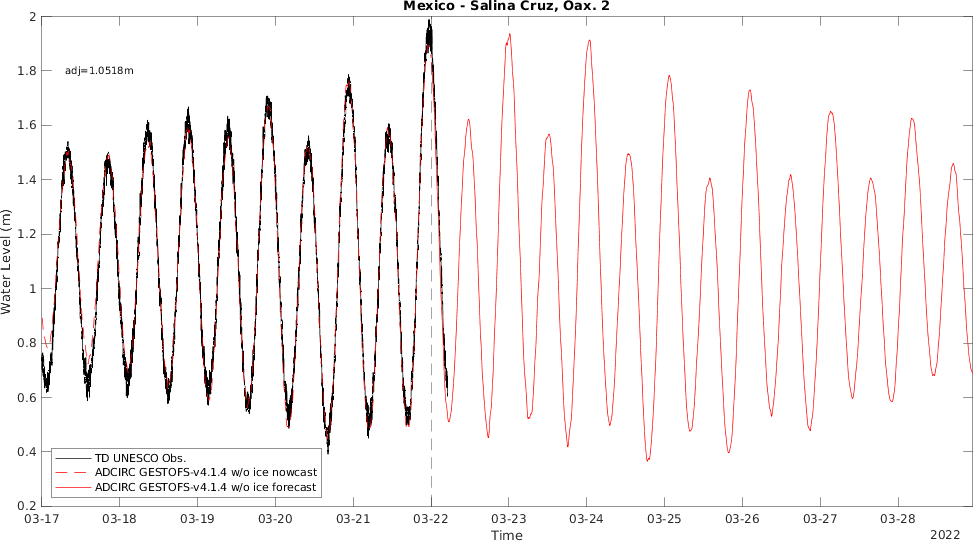 Mexico - Salina Cruz, Oax. 2
Water Level (m)
2
1.8
1.6
1.4
1.2
1
0.8
0.6
0.4
0.2
adj=1.0518m
TD UNESCO Obs.
ADCIRC GESTOFS-v4.1.4 w/o ice nowcast
ADCIRC GESTOFS-v4.1.4 w/o ice forecast
03-17 03-18 03-19 03-20 03-21 03-22 03-23 03-24 03-25 03-26 03-27 03-28
Time
2022